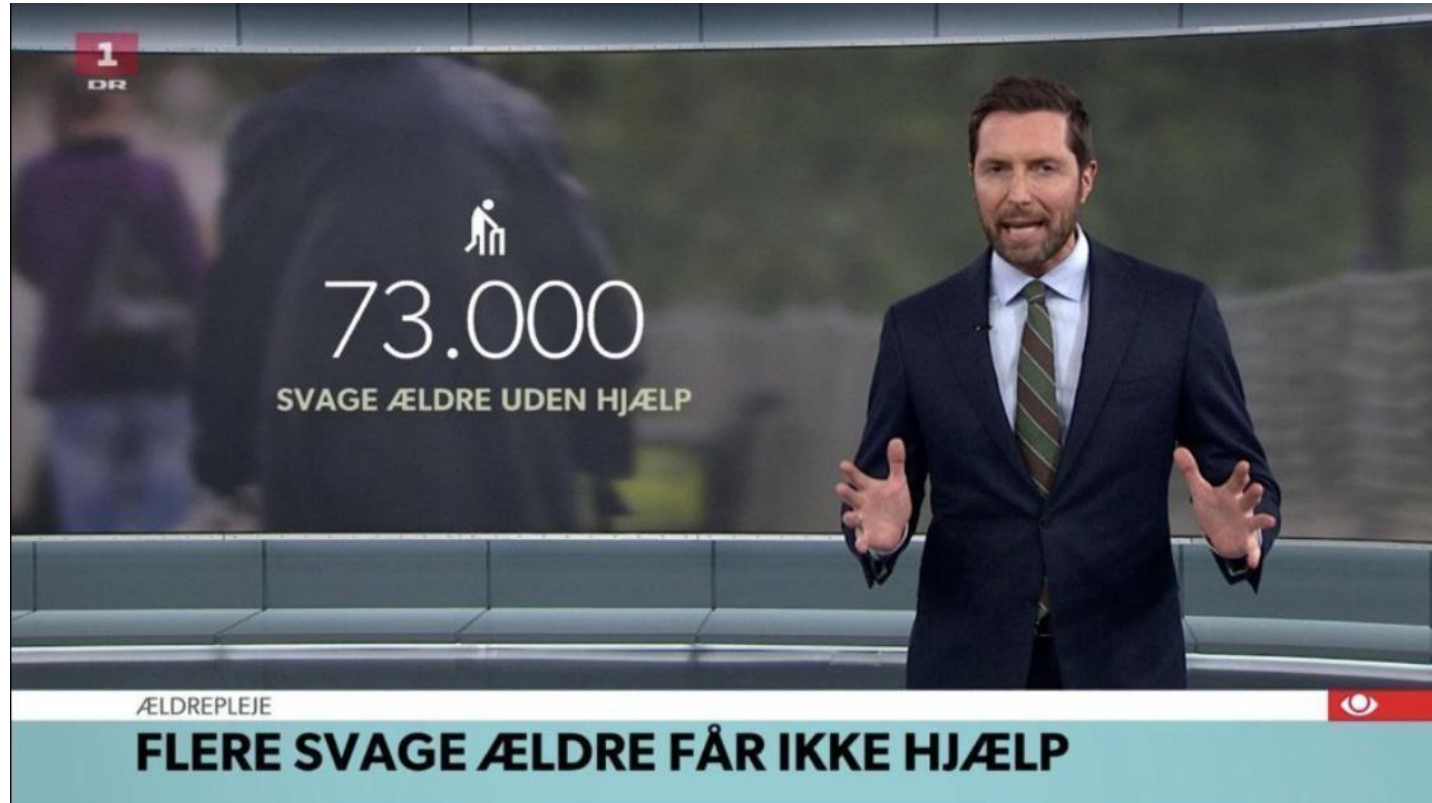 1
DR
73.000
SVAGE ÆLDRE UDEN HJÆLP
ÆLDREPLEJE
FLERE SVAGE ÆLDRE FÅR IKKE HJÆLP